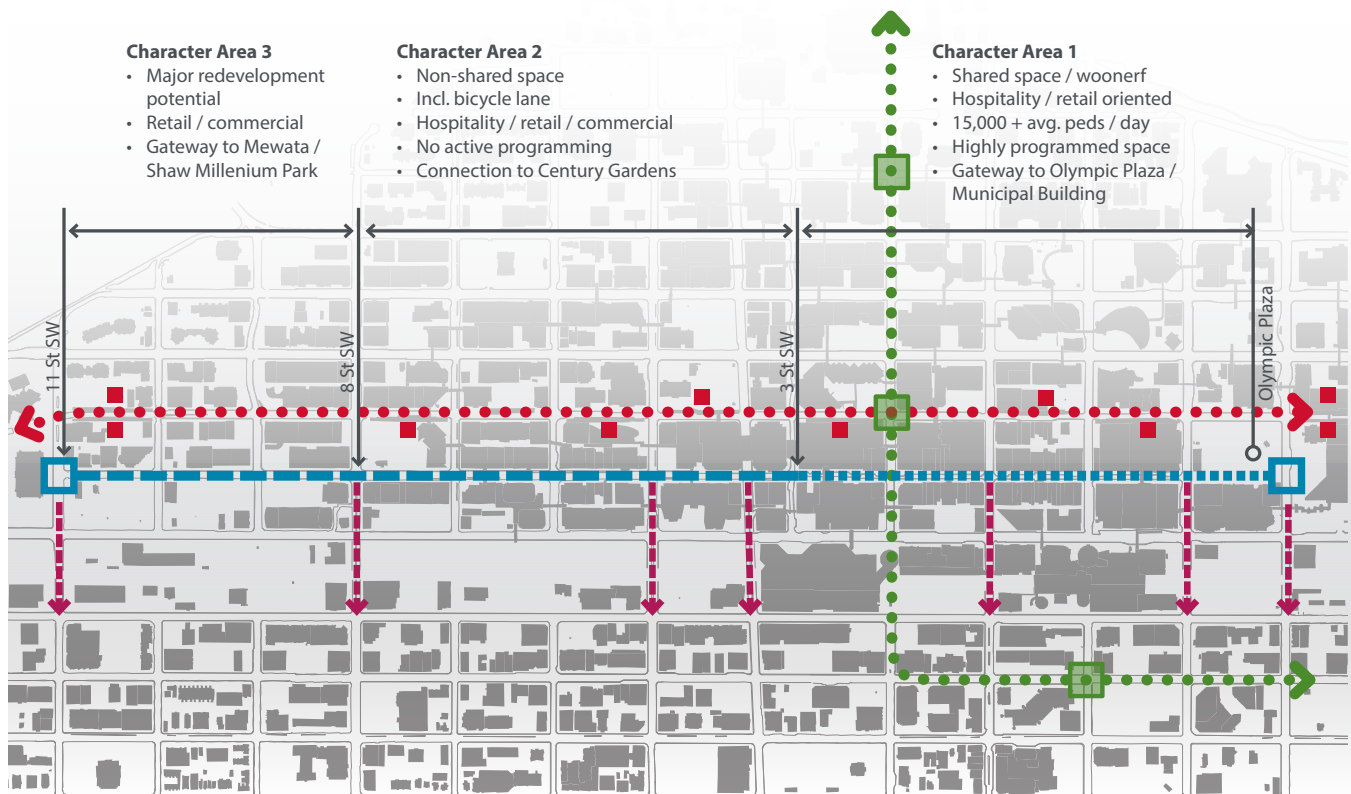 Character Area 3
• Major redevelopment
potential
• Retail / commercial
• Gateway to Mewata /
Shaw Millenium Park
Character Area 2
• Non-shared space
• Incl. bicycle lane
• Hospitality / retail / commercial
• No active programming
• Connection to Century Gardens
Character Area 1
• Shared space / woonerf
• Hospitality / retail oriented
• 15,000 + avg. peds / day
• Highly programmed space
• Gateway to Olympic Plaza /
Municipal Building
11 St SW
8 St SW
3 St SW
Olympic Plaza